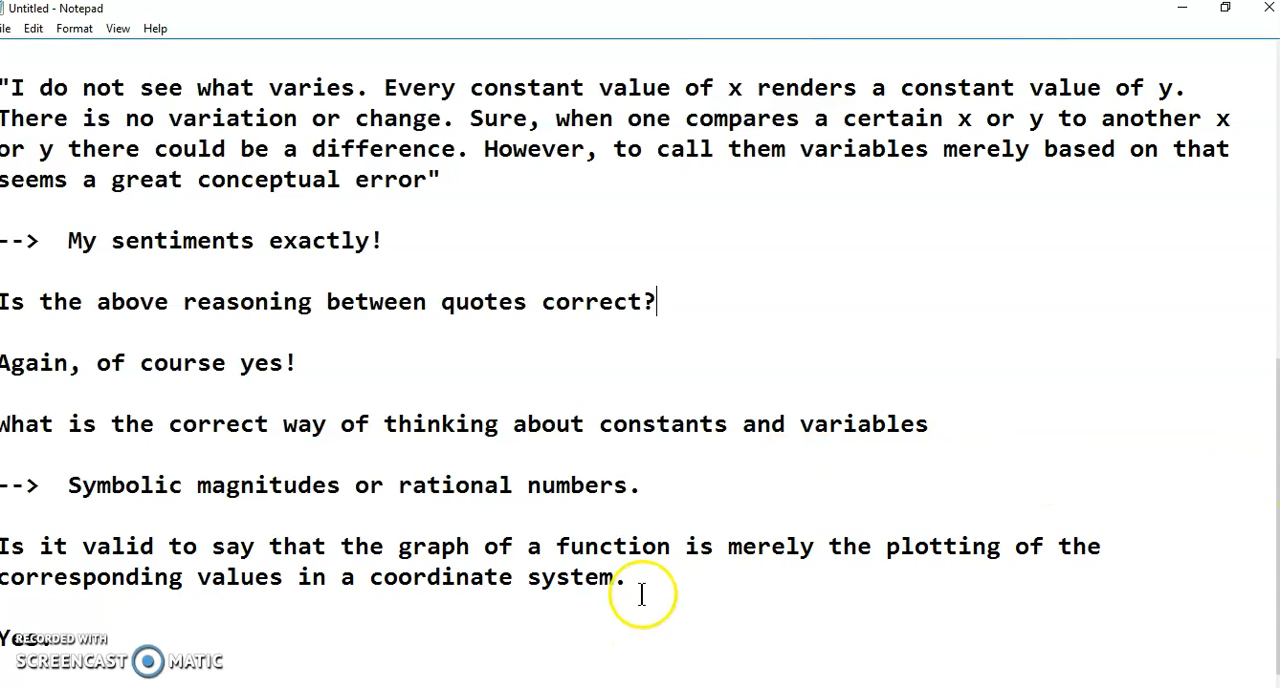 Untitled - Notepad
ile Edit Format View Help
"I do not see what varies. Every constant value of x renders a constant value of y.
There is no variation or change. Sure, when one compares a certain x or y to another x
or y there could be a difference. However, to call them variables merely based on that
seems a great conceptual error"
--> My sentiments exactly!
Is the above reasoning between quotes correct?
Again, of course yes!
What is the correct way of thinking about constants and variables
--> Symbolic magnitudes or rational numbers.
Is it valid to say that the graph of a function is merely the plotting of the
corresponding values in a coordinate system.
Yes.
RECORDED WITH
SCREENCAST MATIC